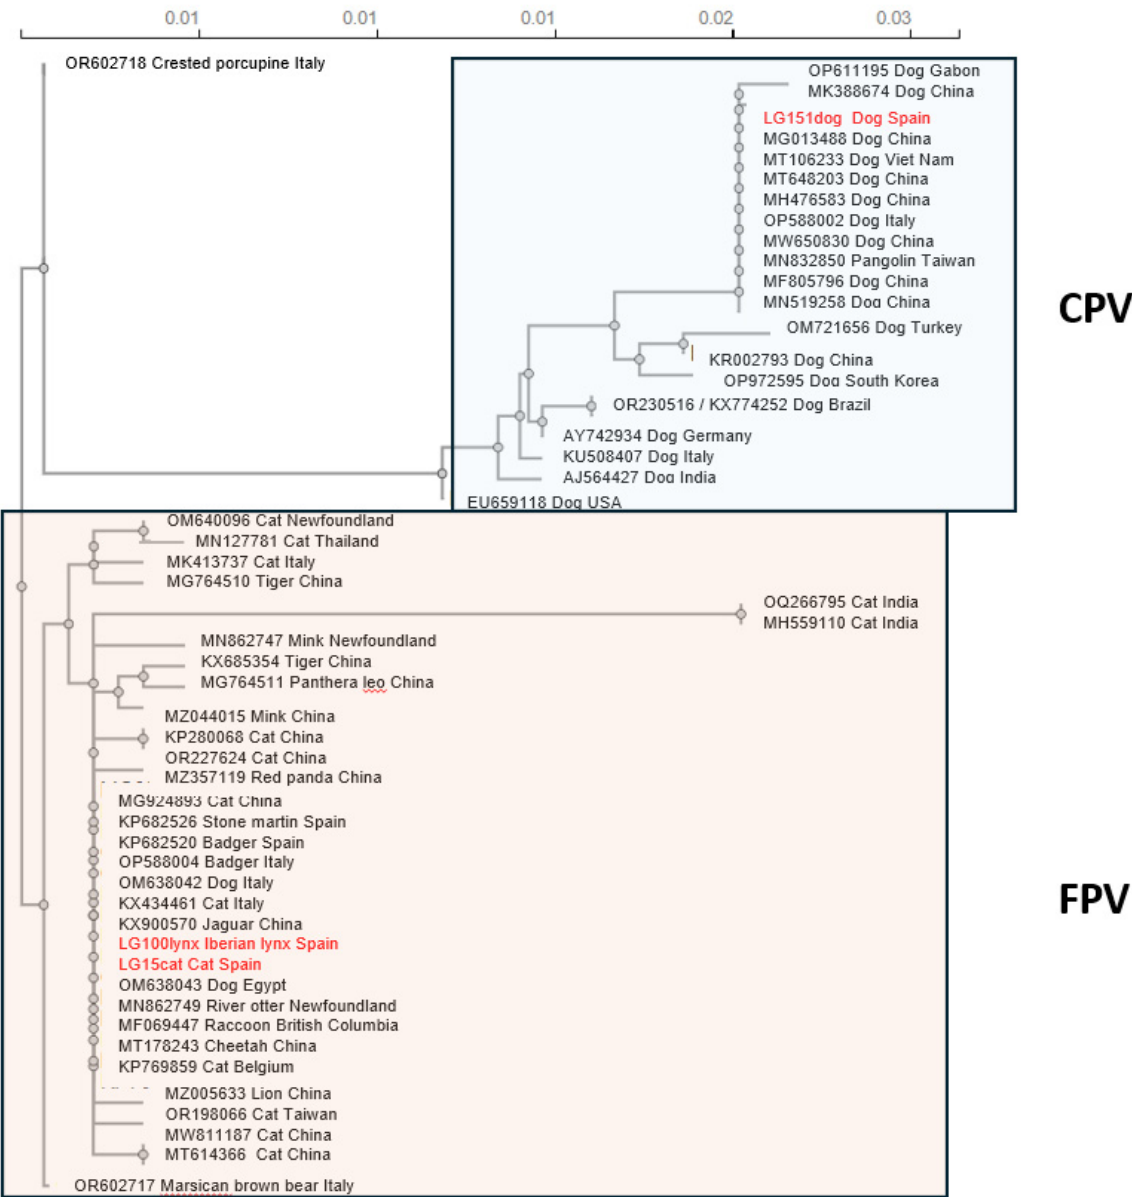 0.01 0.01 0.01 0.02 0.03
OR602718 Crested porcupine Italy
OP611195 Dog Gabon
MK388674 Dog China
LG151dog Dog Spain
MG013488 Dog China
MT106233 Dog Viet Nam
MT648203 Dog China
MH476583 Dog China
OP588002 Dog Italy
MW650830 Dog China
MN832850 Pangolin Taiwan
MF805796 Dog China
MN519258 Dog China
CPV
OM721656 Dog Turkey
KR002793 Dog China
OP972595 Dog South Korea
OR230516 / KX774252 Dog Brazil
AY742934 Dog Germany
KU508407 Dog Italy
AJ564427 Dog India
EU659118 Dog USA
OM640096 Cat Newfoundland
MN127781 Cat Thailand
MK413737 Cat Italy
MG764510 Tiger China
OQ266795 Cat India
MH559110 Cat India
MN862747 Mink Newfoundland
KX685354 Tiger China
MG764511 Panthera leo China
MZ044015 Mink China
KP280068 Cat China
OR227624 Cat China
MZ357119 Red panda China
MG924893 Cat China
KP682526 Stone martin Spain
KP682520 Badger Spain
OP588004 Badger Italy
OM638042 Dog Italy
KX434461 Cat Italy
FPV
KX900570 Jaguar China
LG100lynx Iberian lynx Spain
LG15cat Cat Spain
OM638043 Dog Egypt
MN862749 River otter Newfoundland
MF069447 Raccoon British Columbia
MT178243 Cheetah China
KP769859 Cat Belgium
MZ005633 Lion China
OR198066 Cat Taiwan
MW811187 Cat China
MT614366 Cat China
OR602717 Marsican brown bear Italy